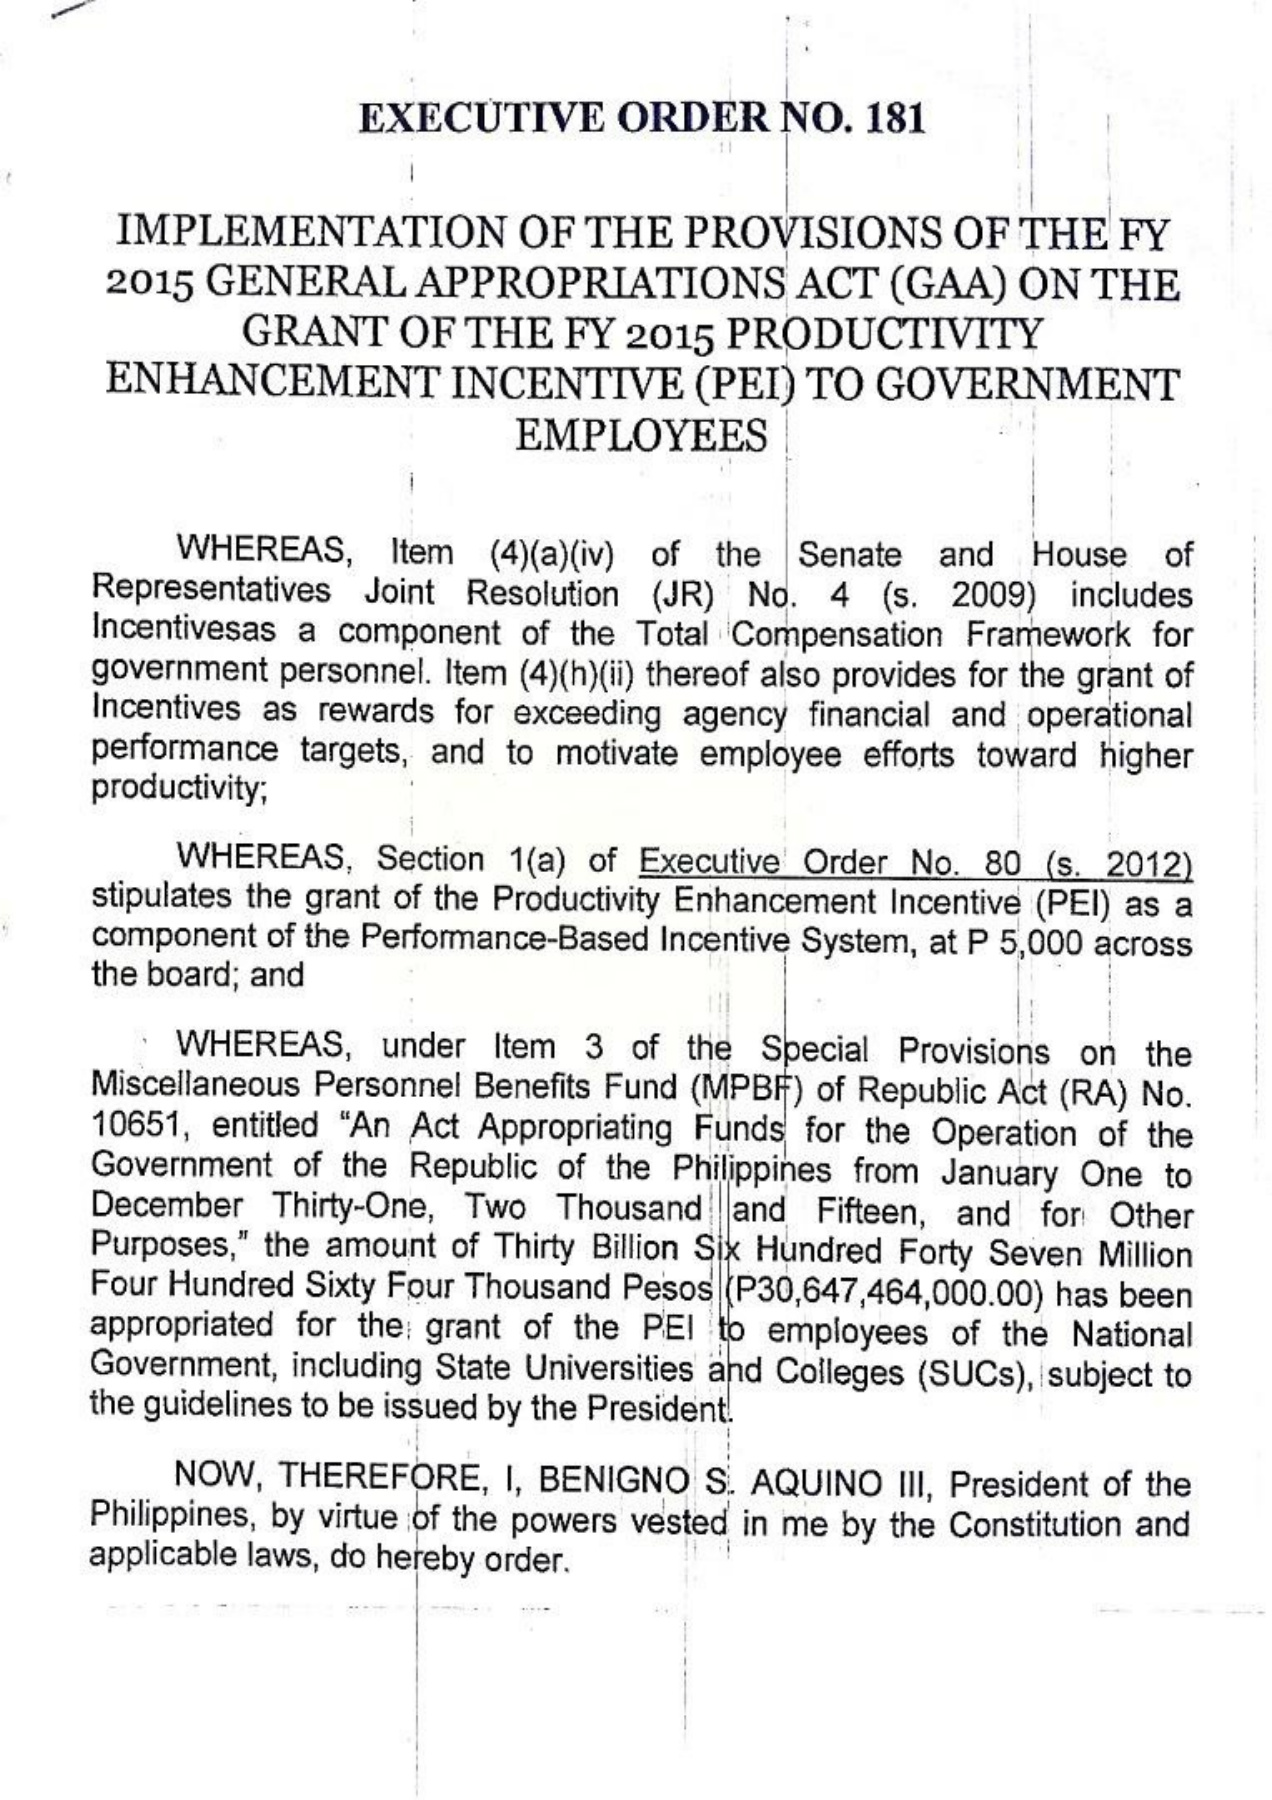 EXECUTIVE ORDER NO. 181
IMPLEMENTATION OF THE PROVISIONS OF THE FY
2015 GENERAL APPROPRIATIONS ACT (GAA) ON THE
GRANT OF THE FY 2015 PRODUCTIVITY
ENHANCEMENT INCENTIVE (PEI) TO GOVERNMENT
EMPLOYEES
WHEREAS, Item (4)(a)(iv) of the Senate and House of
Representatives Joint Resolution (JR) No. 4 (s. 2009) includes
Incentivesas a component of the Total Compensation Framework for
government personnel. Item (4)(h)(ii) thereof also provides for the grant of
Incentives as rewards for exceeding agency financial and operational
performance targets, and to motivate employee efforts toward higher
productivity;
WHEREAS, Section 1(a) of Executive Order No. 80 (s. 2012)
stipulates the grant of the Productivity Enhancement Incentive (PEI) as a
component of the Performance-Based Incentive System, at P 5,000 across
the board; and
WHEREAS, under Item 3 of the Special Provisions on the
Miscellaneous Personnel Benefits Fund (MPBF) of Republic Act (RA) No.
10651, entitled “An Act Appropriating Funds for the Operation of the
Government of the Republic of the Philippines from January One to
December Thirty-One, Two Thousand and Fifteen, and for Other
Purposes,” the amount of Thirty Billion Six Hundred Forty Seven Million
Four Hundred Sixty Four Thousand Pesos (P30,647,464,000.00) has been
appropriated for the grant of the PEI to employees of the National
Government, including State Universities and Colleges (SUCs), subject to
the guidelines to be issued by the President.
NOW, THEREFORE, I, BENIGNO S. AQUINO III, President of the
Philippines, by virtue of the powers vested in me by the Constitution and
applicable laws, do hereby order.